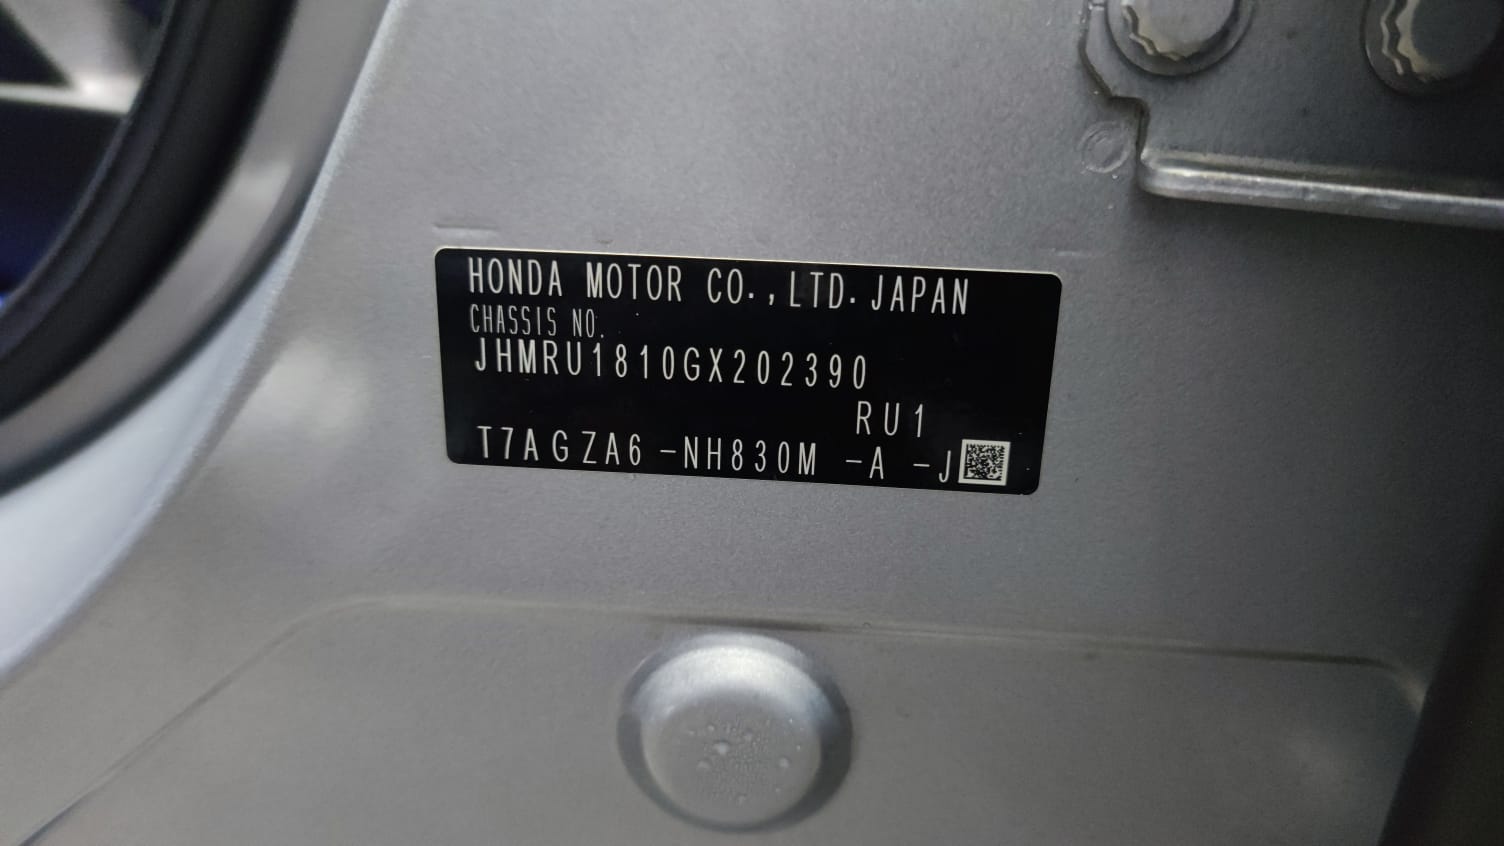 HONDA MOTOR CO.,LTD. JAPAN
CHASSIS NO.
JHMRU1810GX202390
RU1
T7AGZA6 -NH830M -A -J